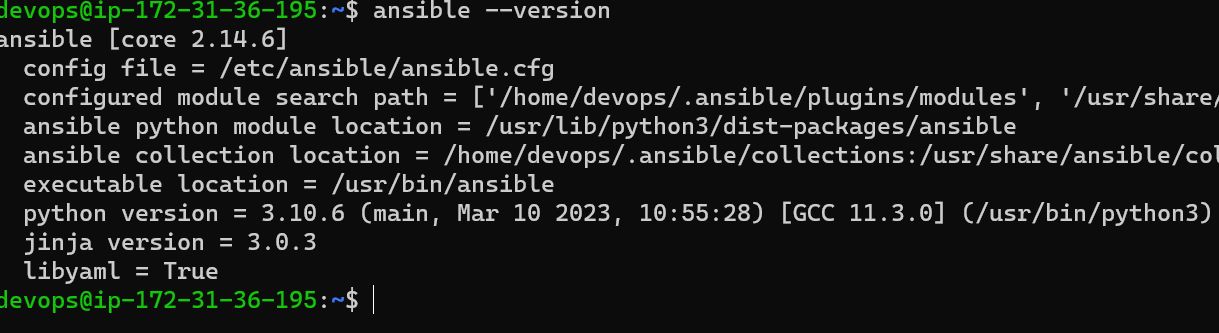 devops@ip-172-31-36-195:~$ ansible --version
ansible [core 2.14.6]
  config file = /etc/ansible/ansible.cfg
  configured module search path = ['/home/devops/.ansible/plugins/modules', '/usr/share/
  ansible python module location = /usr/lib/python3/dist-packages/ansible
  ansible collection location = /home/devops/.ansible/collections:/usr/share/ansible/col
  executable location = /usr/bin/ansible
  python version = 3.10.6 (main, Mar 10 2023, 10:55:28) [GCC 11.3.0] (/usr/bin/python3)
  jinja version = 3.0.3
  libyaml = True
devops@ip-172-31-36-195:~$